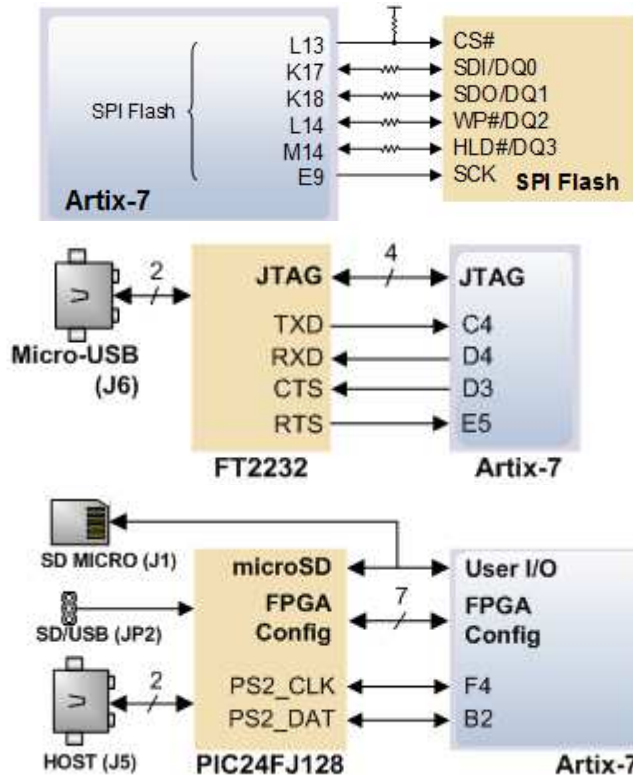 L13 CS#
K17 SDI/DQ0
SPI Flash K18 SDO/DQ1
L14 WP#/DQ2
M14 HLD#/DQ3
E9 SCK
Artix-7 SPI Flash
2 JTAG 4 JTAG
TXD C4
Micro-USB RXD D4
(J6) CTS D3
RTS E5
FT2232 Artix-7
SD MICRO (J1) microSD User I/O
FPGA 7 FPGA
SD/USB (JP2) Config Config
2 PS2_CLK F4
PS2_DAT B2
HOST (J5) PIC24FJ128 Artix-7